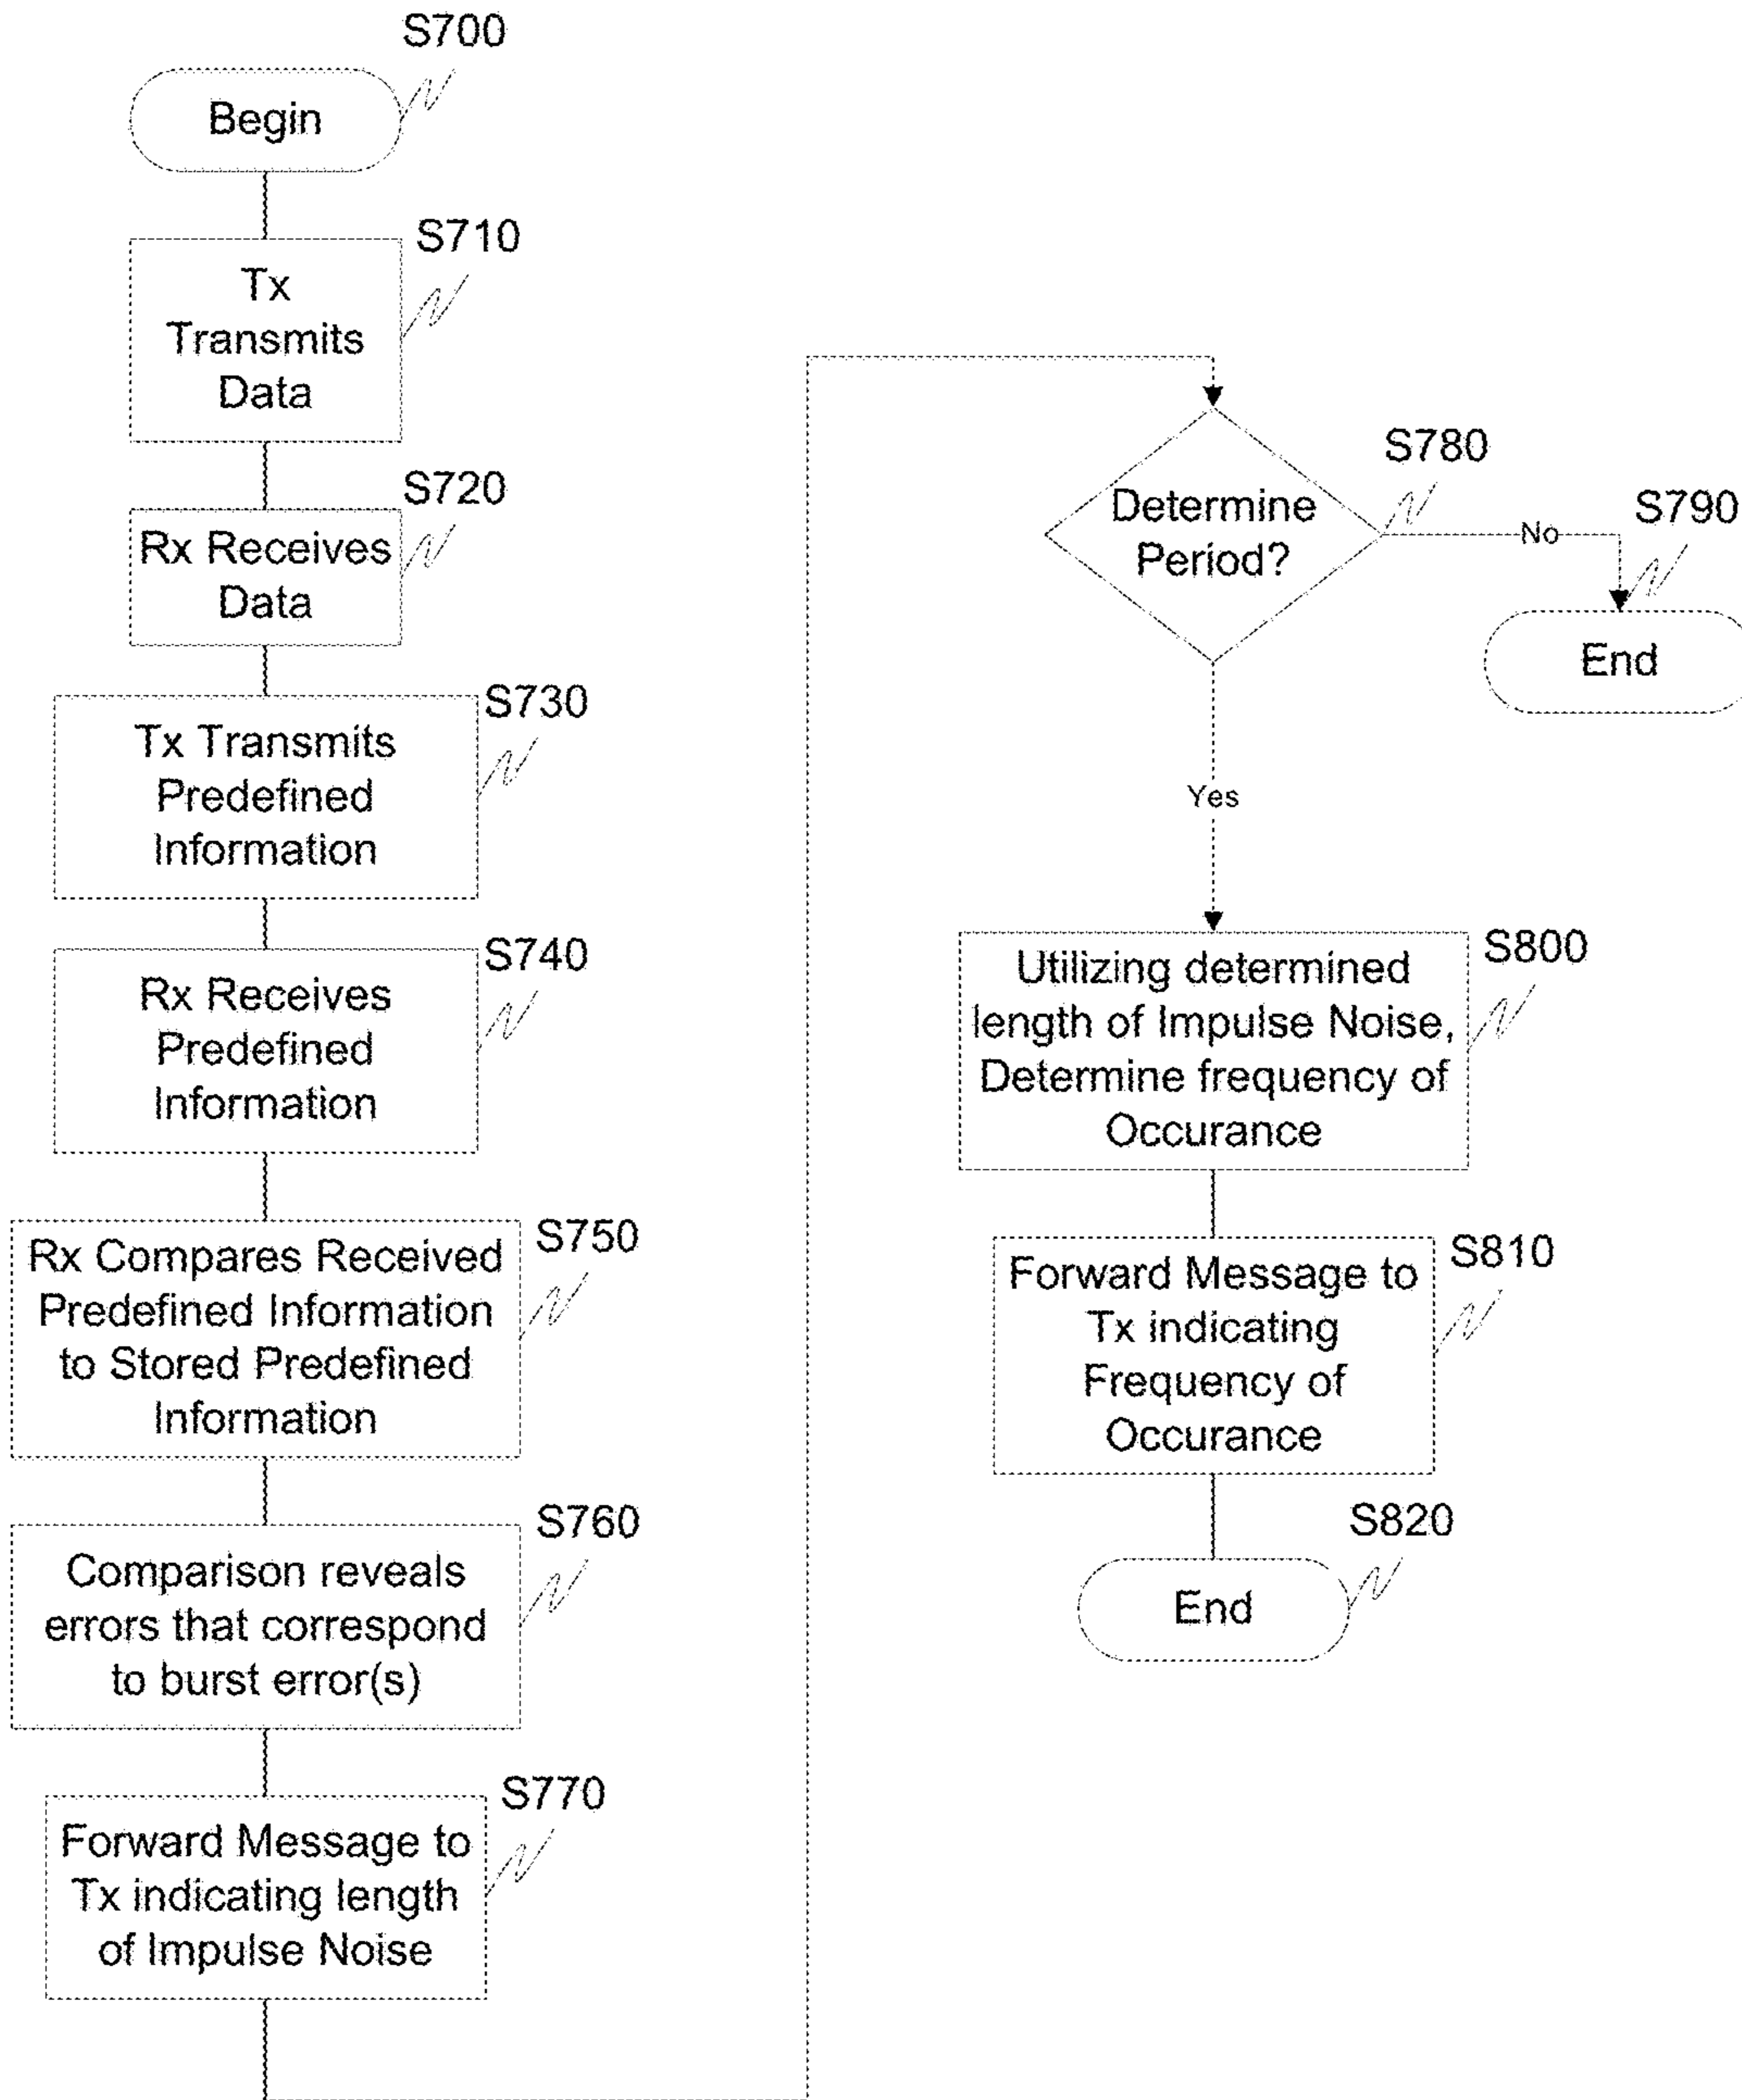 S700
Begin
S710
Tx
Transmits
Data
S720
Rx Receives
Data
S730
Tx Transmits
Predefined
Information
S740
Rx Receives
Predefined
Information
S750
Rx Compares Received
Predefined Information
to Stored Predefined
Information
S760
Comparison reveals
errors that correspond
to burst error(s)
S770
Forward Message to
Tx indicating length
of Impulse Noise
S780
Determine
Period?
No
S790
End
Yes
S800
Utilizing determined
length of Impulse Noise,
Determine frequency of
Occurance
S810
Forward Message to
Tx indicating
Frequency of
Occurance
S820
End